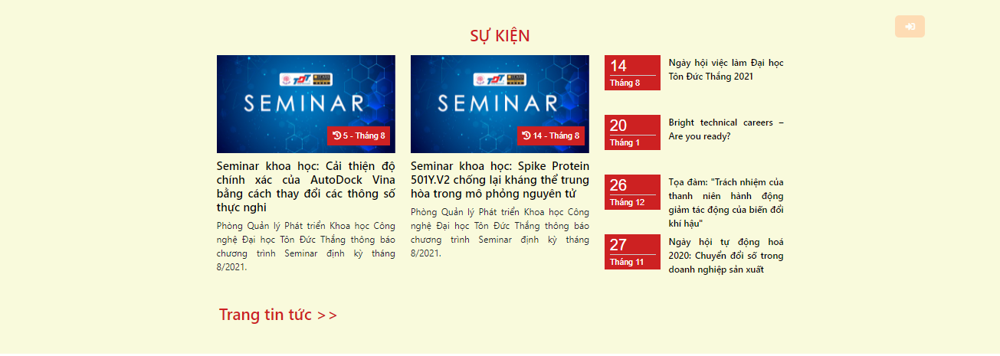 SỰ KIỆN
TDT
SEMINAR
5 - Tháng 8
Seminar khoa học: Cải thiện độ
chính xác của AutoDock Vina
bằng cách thay đổi các thông số
thực nghi
Phòng Quản lý Phát triển Khoa học Công
nghệ Đại học Tôn Đức Thắng thông báo
chương trình Seminar định kỳ tháng
8/2021.
TDT
SEMINAR
14 - Tháng 8
Seminar khoa học: Spike Protein
501Y.V2 chống lại kháng thể trung
hòa trong mô phỏng nguyên tử
Phòng Quản lý Phát triển Khoa học Công
nghệ Đại học Tôn Đức Thắng thông báo
chương trình Seminar định kỳ tháng
8/2021.
14
Tháng 8
Ngày hội việc làm Đại học
Tôn Đức Thắng 2021
20
Tháng 1
Bright technical careers –
Are you ready?
26
Tháng 12
Tọa đàm: "Trách nhiệm của
thanh niên hành động
giảm tác động của biến đổi
khí hậu"
27
Tháng 11
Ngày hội tự động hoá
2020: Chuyển đổi số trong
doanh nghiệp sản xuất
Trang tin tức >>